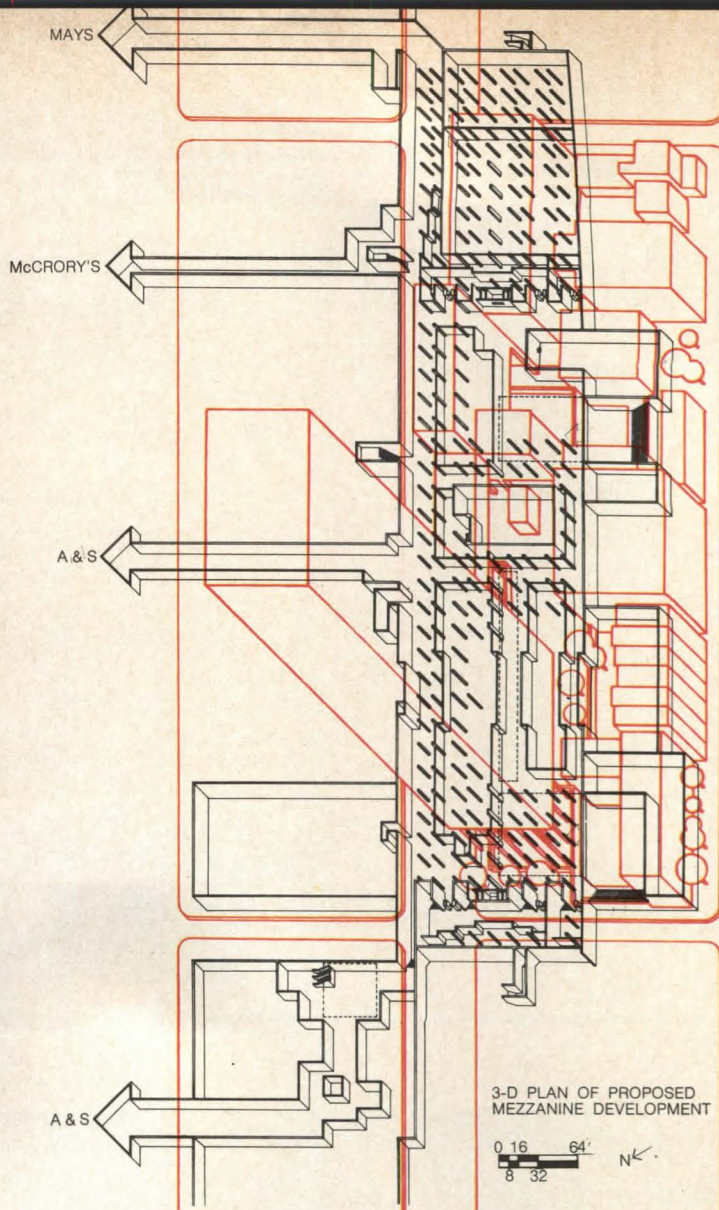 MAYS
McCRORY'S
A & S
A & S
3-D PLAN OF PROPOSED
MEZZANINE DEVELOPMENT
0 16 64'
8 32
N